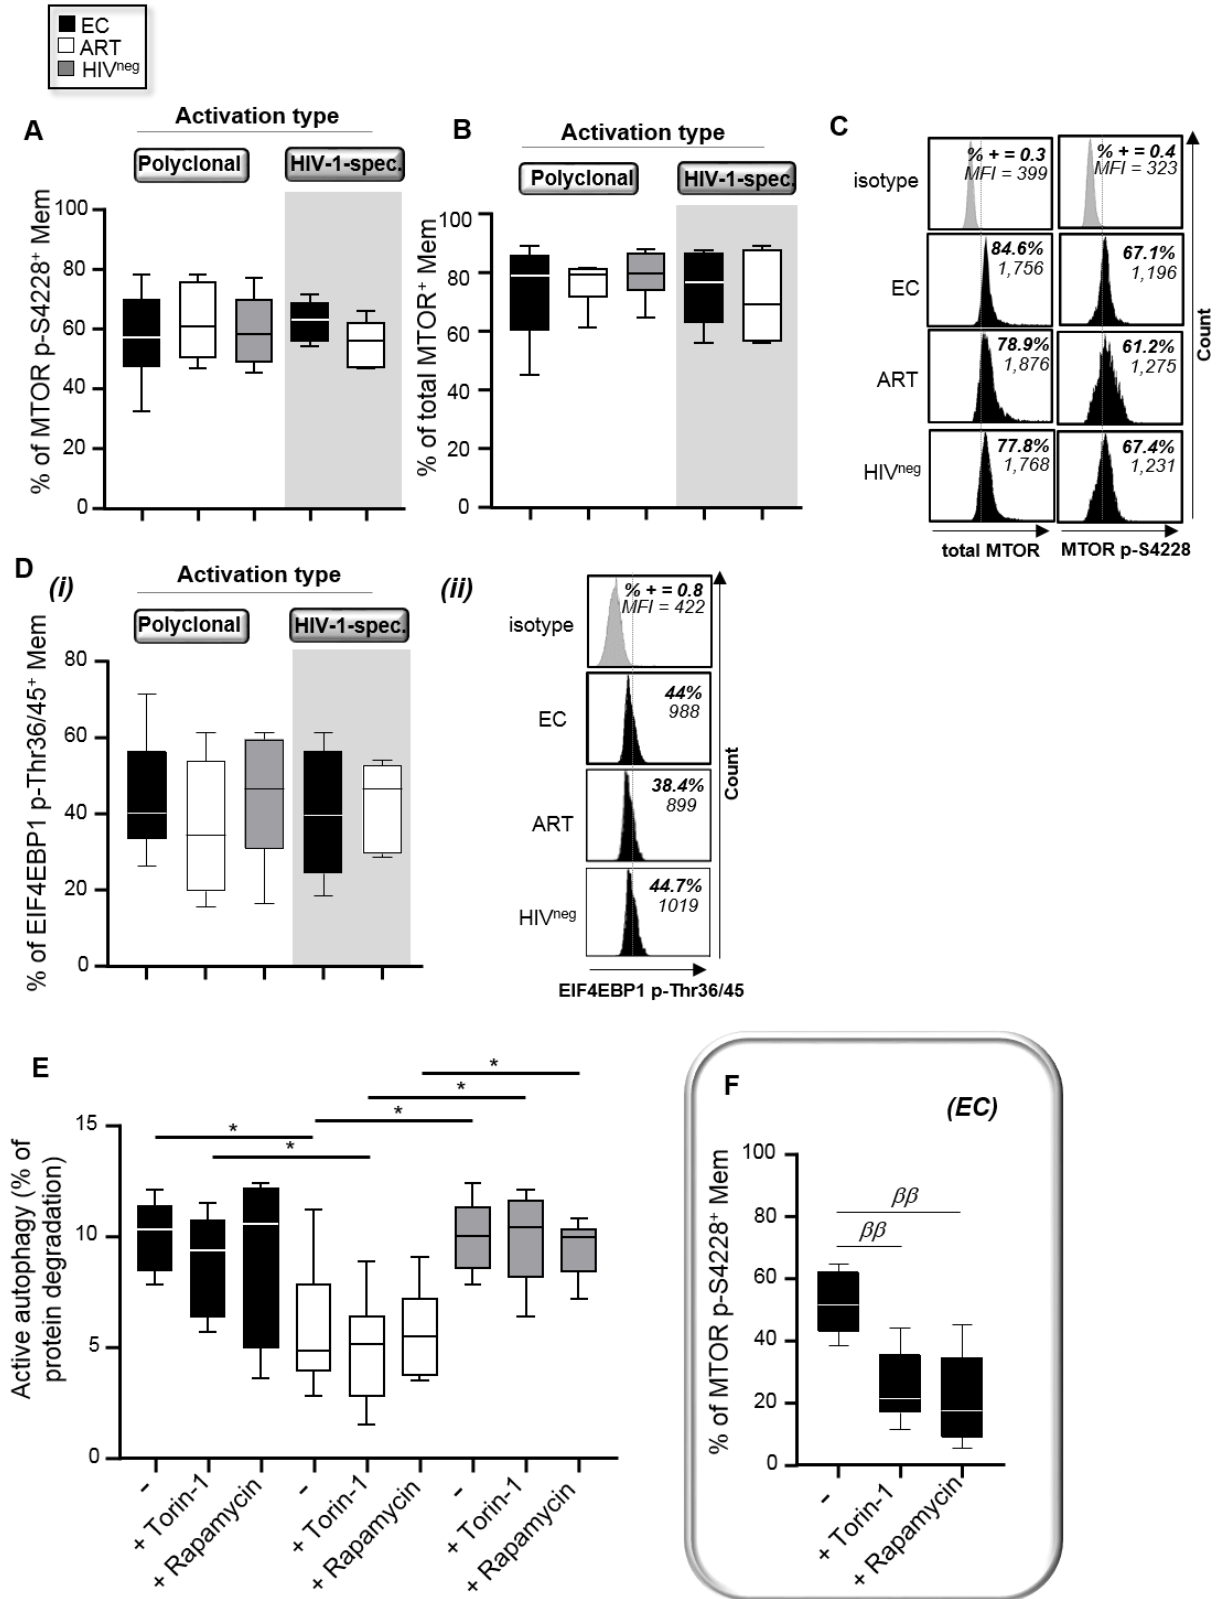 EC
ART
HIVneg
A
Activation type
Polyclonal
HIV-1-spec.
% of MTOR p-S4228+ Mem
100
80
60
40
20
0
B
Activation type
Polyclonal
HIV-1-spec.
% of total MTOR+ Mem
100
80
60
40
20
0
C
isotype
% + = 0.3
MFI = 399
% + = 0.4
MFI = 323
EC
84.6%
1,756
67.1%
1,196
ART
78.9%
1,876
61.2%
1,275
HIVneg
77.8%
1,768
67.4%
1,231
Count
total MTOR
MTOR p-S4228
D
(i)
Activation type
Polyclonal
HIV-1-spec.
% of EIF4EBP1 p-Thr36/45+ Mem
80
60
40
20
0
(ii)
isotype
% + = 0.8
MFI = 422
EC
44%
988
ART
38.4%
899
HIVneg
44.7%
1019
Count
EIF4EBP1 p-Thr36/45
E
Active autophagy (% of
protein degradation)
15
10
5
0
*
*
*
*
*
-
+ Torin-1
+ Rapamycin
-
+ Torin-1
+ Rapamycin
-
+ Torin-1
+ Rapamycin
F
(EC)
% of MTOR p-S4228+ Mem
100
80
60
40
20
0
ββ
ββ
-
+ Torin-1
+ Rapamycin